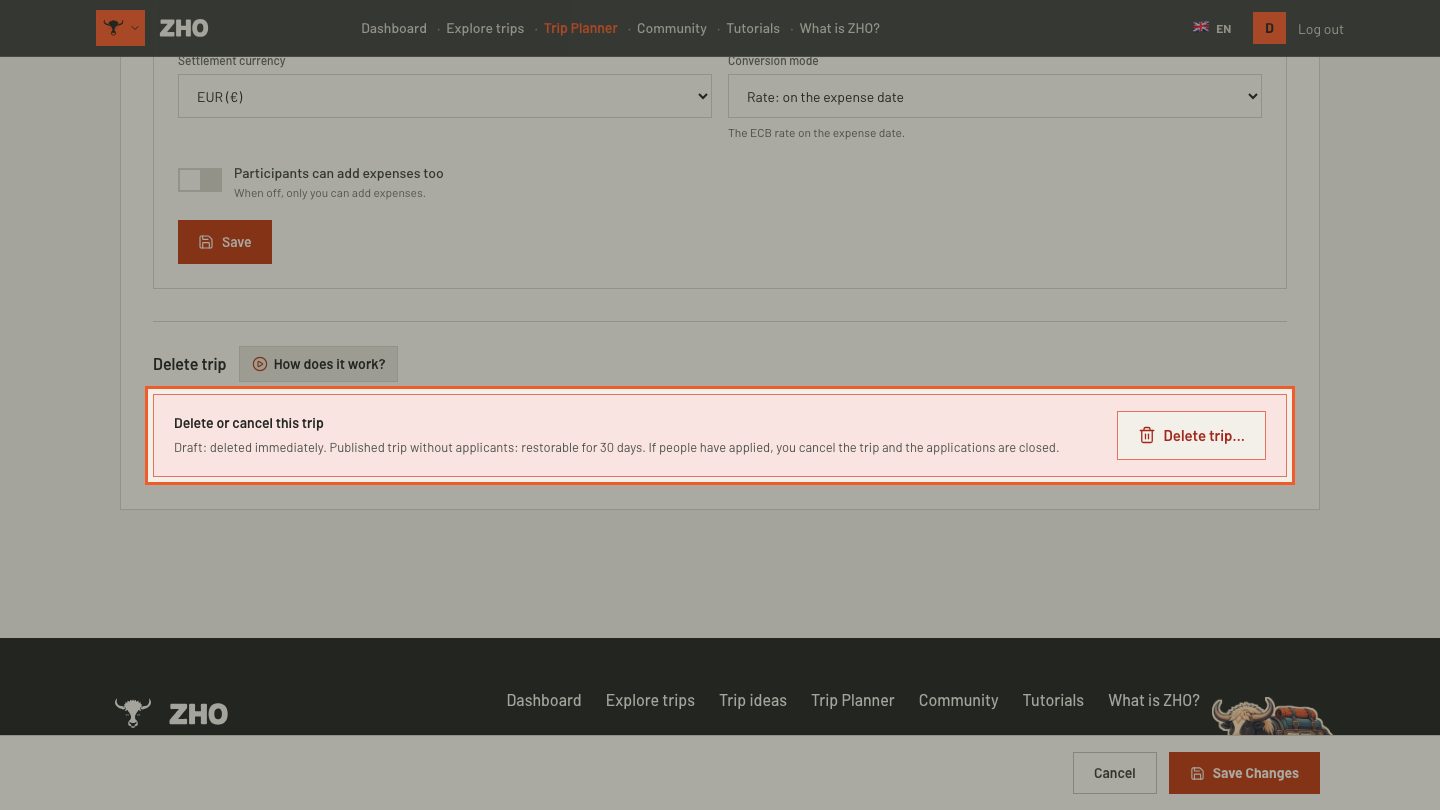 ZHO
Dashboard · Explore trips · Trip Planner · Community · Tutorials · What is ZHO?
EN
D
Log out
Settlement currency
Conversion mode
EUR (€)
Rate: on the expense date
The ECB rate on the expense date.
Participants can add expenses too
When off, only you can add expenses.
Save
Delete trip
How does it work?
Delete or cancel this trip
Draft: deleted immediately. Published trip without applicants: restorable for 30 days. If people have applied, you cancel the trip and the applications are closed.
Delete trip...
ZHO
Dashboard Explore trips Trip ideas Trip Planner Community Tutorials What is ZHO?
Cancel
Save Changes